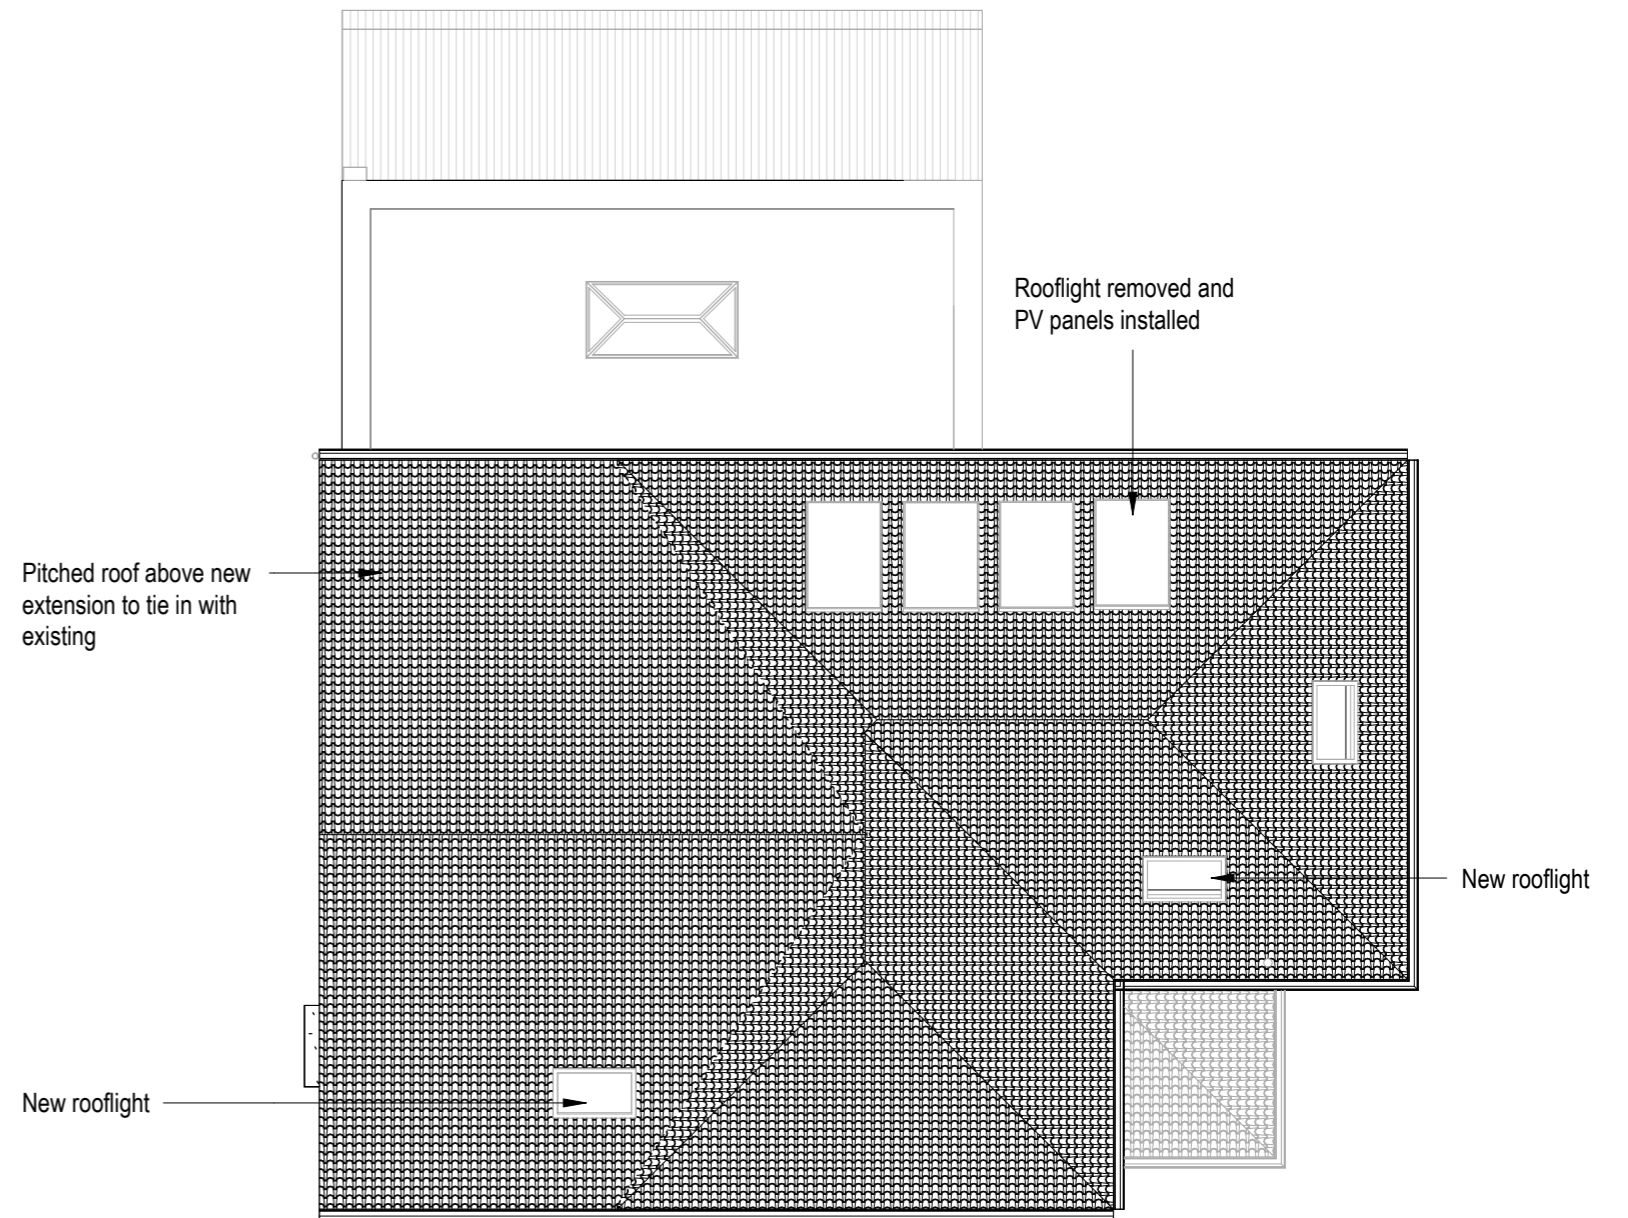 Rooflight removed and
PV panels installed
Pitched roof above new
extension to tie in with
existing
New rooflight
New rooflight